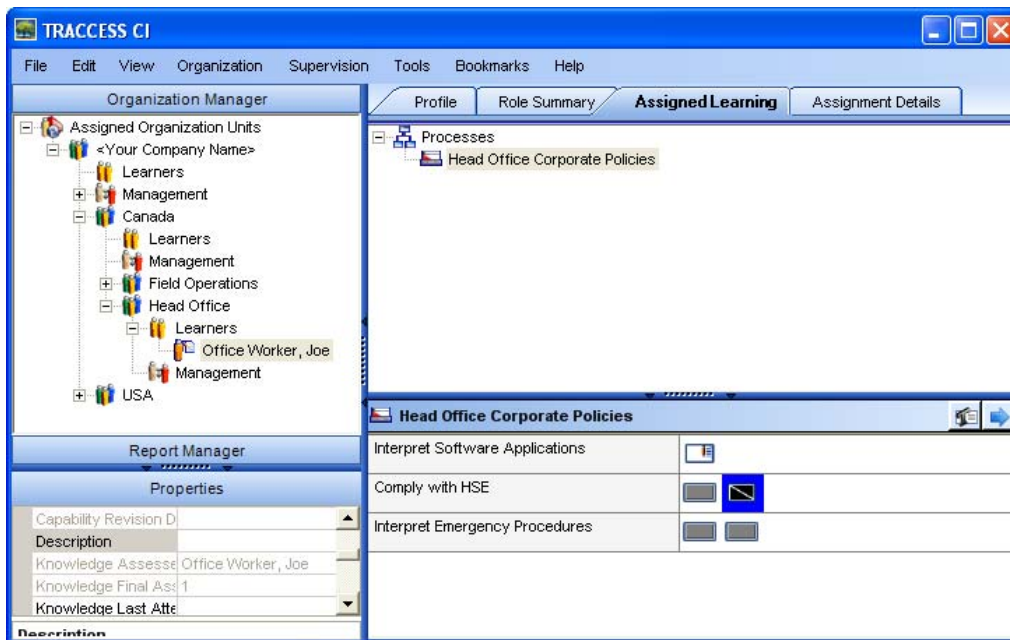 TRACCESS CI
File Edit View Organization Supervision Tools Bookmarks Help
Organization Manager
Assigned Organization Units
<Your Company Name>
Learners
Management
Canada
Learners
Management
Field Operations
Head Office
Learners
Office Worker, Joe
Management
USA
Report Manager
Properties
Capability Revision D
Description
Knowledge Assesse Office Worker, Joe
Knowledge Final Ass 1
Knowledge Last Atte
Description
Profile Role Summary Assigned Learning Assignment Details
Processes
Head Office Corporate Policies
Head Office Corporate Policies
Interpret Software Applications
Comply with HSE
Interpret Emergency Procedures